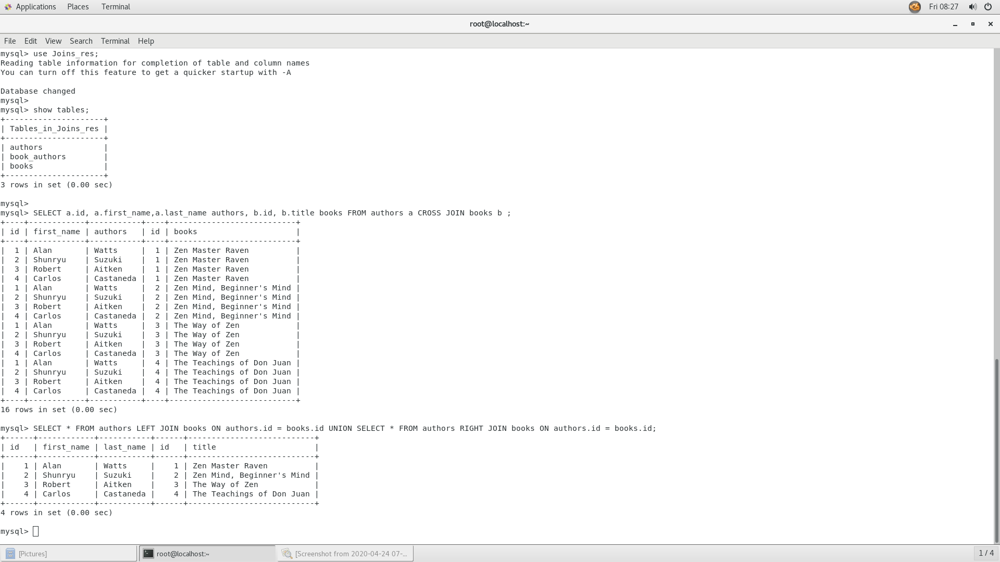 Applications Places Terminal Fri 08:27
root@localhost:~
File Edit View Search Terminal Help
mysql> use Joins_res;
Reading table information for completion of table and column names
You can turn off this feature to get a quicker startup with -A

Database changed
mysql>
mysql> show tables;
+---------------------+
| Tables_in_Joins_res |
+---------------------+
| authors             |
| book_authors        |
| books               |
+---------------------+
3 rows in set (0.00 sec)

mysql>
mysql> SELECT a.id, a.first_name,a.last_name authors, b.id, b.title books FROM authors a CROSS JOIN books b ;
+----+------------+-----------+----+---------------------------+
| id | first_name | authors   | id | books                     |
+----+------------+-----------+----+---------------------------+
|  1 | Alan       | Watts     |  1 | Zen Master Raven          |
|  2 | Shunryu    | Suzuki    |  1 | Zen Master Raven          |
|  3 | Robert     | Aitken    |  1 | Zen Master Raven          |
|  4 | Carlos     | Castaneda |  1 | Zen Master Raven          |
|  1 | Alan       | Watts     |  2 | Zen Mind, Beginner's Mind |
|  2 | Shunryu    | Suzuki    |  2 | Zen Mind, Beginner's Mind |
|  3 | Robert     | Aitken    |  2 | Zen Mind, Beginner's Mind |
|  4 | Carlos     | Castaneda |  2 | Zen Mind, Beginner's Mind |
|  1 | Alan       | Watts     |  3 | The Way of Zen            |
|  2 | Shunryu    | Suzuki    |  3 | The Way of Zen            |
|  3 | Robert     | Aitken    |  3 | The Way of Zen            |
|  4 | Carlos     | Castaneda |  3 | The Way of Zen            |
|  1 | Alan       | Watts     |  4 | The Teachings of Don Juan |
|  2 | Shunryu    | Suzuki    |  4 | The Teachings of Don Juan |
|  3 | Robert     | Aitken    |  4 | The Teachings of Don Juan |
|  4 | Carlos     | Castaneda |  4 | The Teachings of Don Juan |
+----+------------+-----------+----+---------------------------+
16 rows in set (0.00 sec)

mysql> SELECT * FROM authors LEFT JOIN books ON authors.id = books.id UNION SELECT * FROM authors RIGHT JOIN books ON authors.id = books.id;
+------+------------+-----------+------+---------------------------+
| id   | first_name | last_name | id   | title                     |
+------+------------+-----------+------+---------------------------+
|    1 | Alan       | Watts     |    1 | Zen Master Raven          |
|    2 | Shunryu    | Suzuki    |    2 | Zen Mind, Beginner's Mind |
|    3 | Robert     | Aitken    |    3 | The Way of Zen            |
|    4 | Carlos     | Castaneda |    4 | The Teachings of Don Juan |
+------+------------+-----------+------+---------------------------+
4 rows in set (0.00 sec)

mysql>
[Pictures] root@localhost:~ [Screenshot from 2020-04-24 07-... 1 / 4